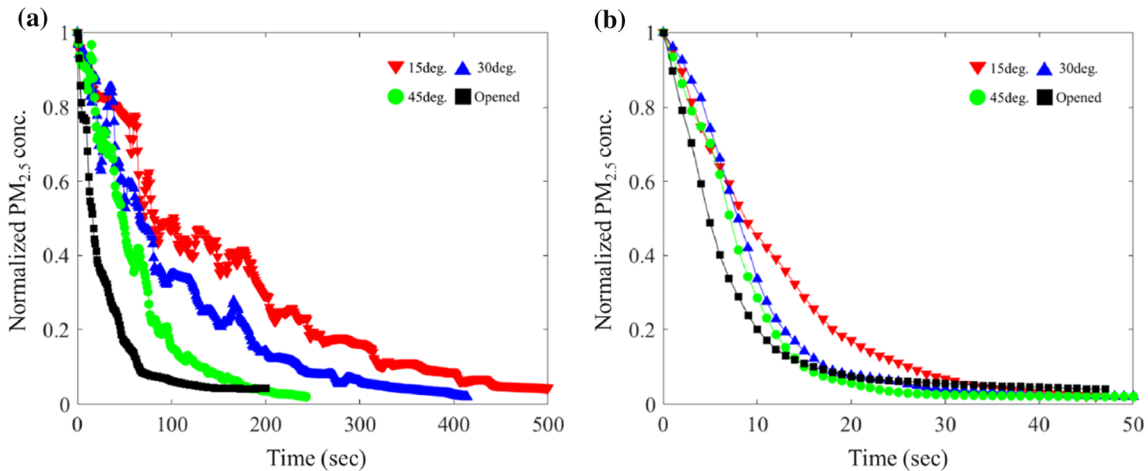 (a)
1
0.8
0.6
0.4
0.2
0
Normalized PM2.5 conc.
15deg. 30deg.
45deg. Opened
0 100 200 300 400 500
Time (sec)
(b)
1
0.8
0.6
0.4
0.2
0
Normalized PM2.5 conc.
15deg. 30deg.
45deg. Opened
0 10 20 30 40 50
Time (sec)